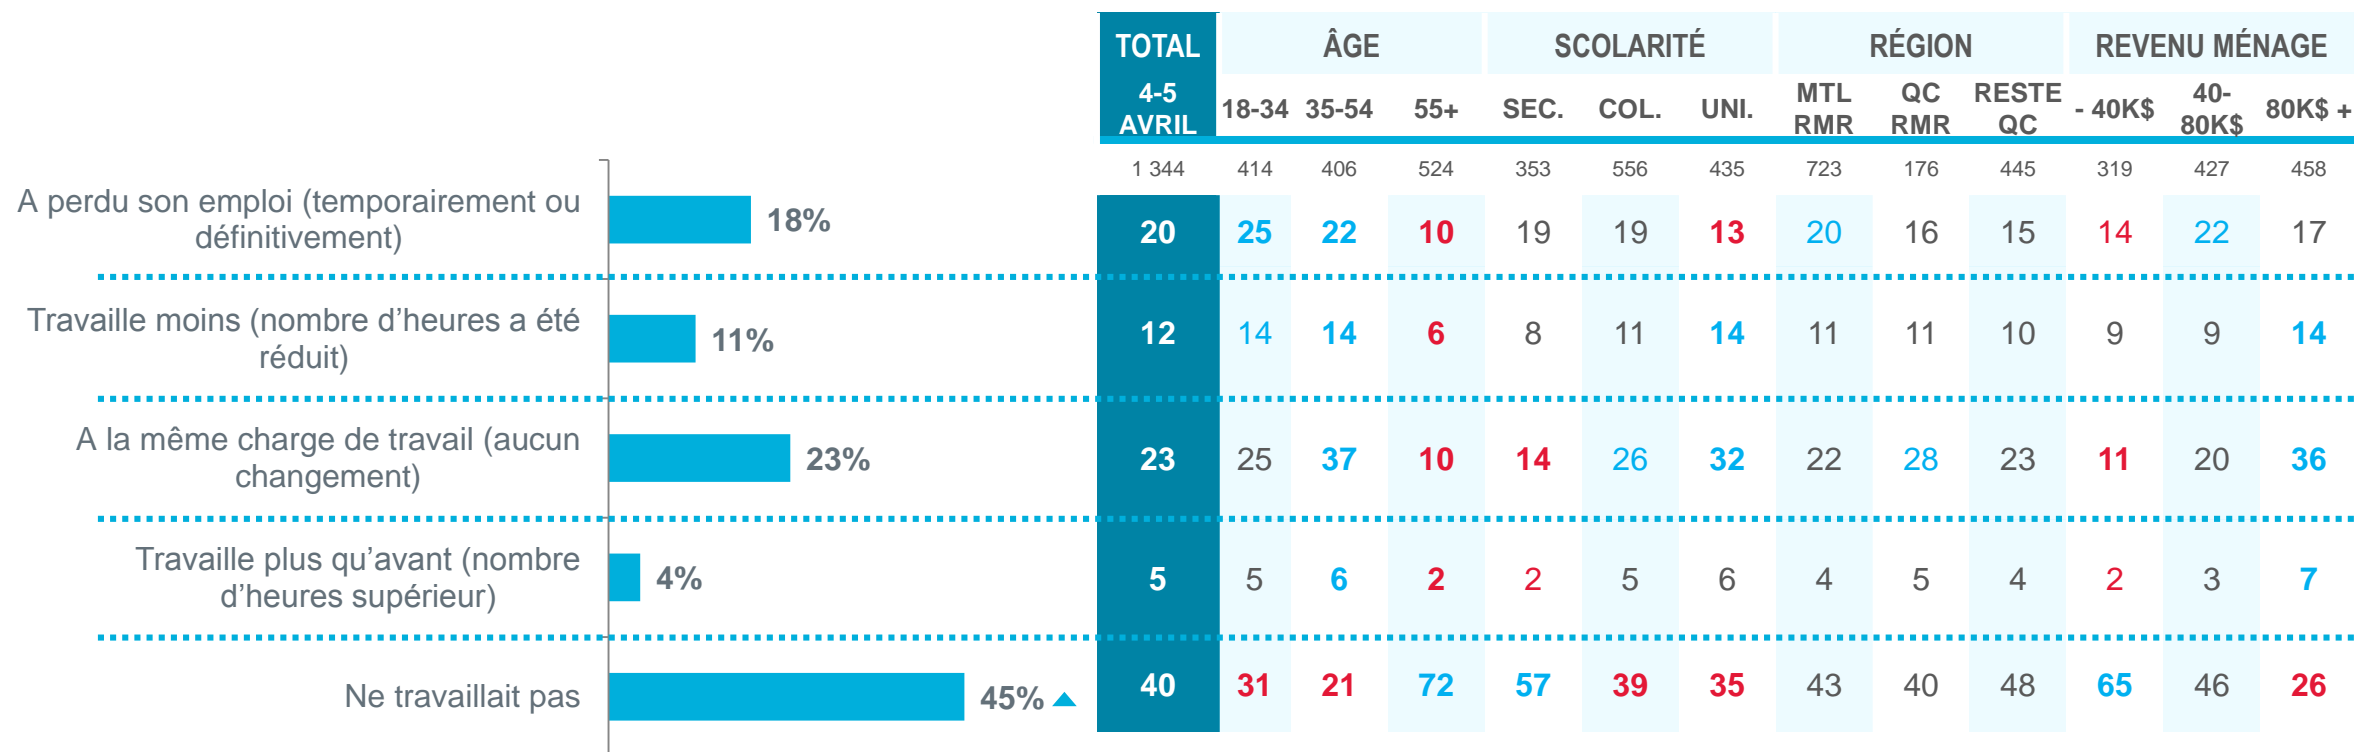 TOTAL ÂGE SCOLARITÉ RÉGION REVENU MÉNAGE
4-5 AVRIL 18-34 35-54 55+ SEC. COL. UNI. MTL RMR QC RMR RESTE QC - 40K$ 40-80K$ 80K$ +
1 344 414 406 524 353 556 435 723 176 445 319 427 458
A perdu son emploi (temporairement ou
définitivement)
18%
20 25 22 10 19 19 13 20 16 15 14 22 17
Travaille moins (nombre d’heures a été
réduit)
11%
12 14 14 6 8 11 14 11 11 10 9 9 14
A la même charge de travail (aucun
changement)
23%
23 25 37 10 14 26 32 22 28 23 11 20 36
Travaille plus qu’avant (nombre
d’heures supérieur)
4%
5 5 6 2 2 5 6 4 5 4 2 3 7
Ne travaillait pas
45%
40 31 21 72 57 39 35 43 40 48 65 46 26